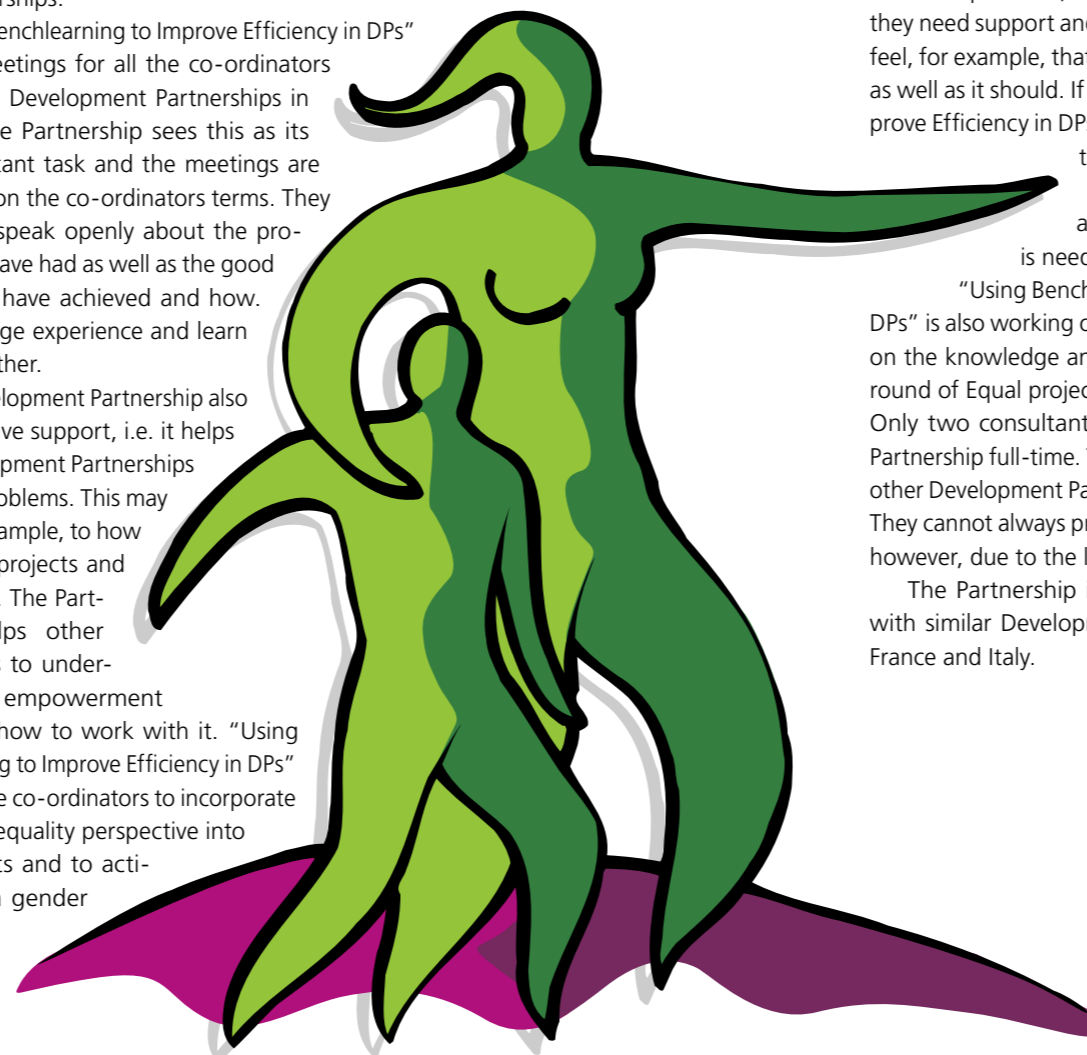 erships.
enchlearning to Improve Efficiency in DPs”
eetings for all the co-ordinators
Development Partnerships in
e Partnership sees this as its
tant task and the meetings are
on the co-ordinators terms. They
speak openly about the pro-
ave had as well as the good
have achieved and how.
ge experience and learn
ther.
elopment Partnership also
ve support, i.e. it helps
opment Partnerships
oblems. This may
ample, to how
projects and
. The Part-
lps other
s to under-
empowerment
how to work with it. “Using
g to Improve Efficiency in DPs”
e co-ordinators to incorporate
equality perspective into
ts and to acti-
n gender
they need support and
feel, for example, that
as well as it should. If
prove Efficiency in DPs
t
a
is need
“Using Bench
DPs” is also working o
on the knowledge an
round of Equal projec
Only two consultant
Partnership full-time. T
other Development Pa
They cannot always pr
however, due to the l
The Partnership i
with similar Developm
France and Italy.